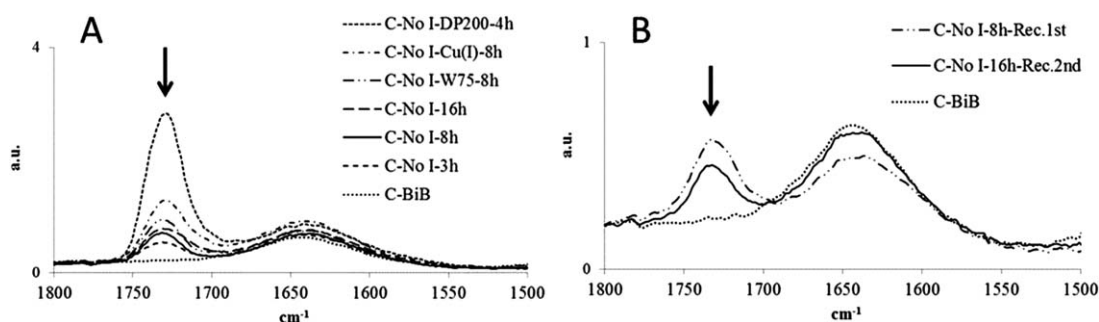 A
4
a.u.
0
1800 1750 1700 1650 1600 1550 1500
cm-1
C-No I-DP200-4h
C-No I-Cu(I)-8h
C-No I-W75-8h
C-No I-16h
C-No I-8h
C-No I-3h
C-BiB
B
1
a.u.
0
1800 1750 1700 1650 1600 1550 1500
cm-1
C-No I-8h-Rec.1st
C-No I-16h-Rec.2nd
C-BiB